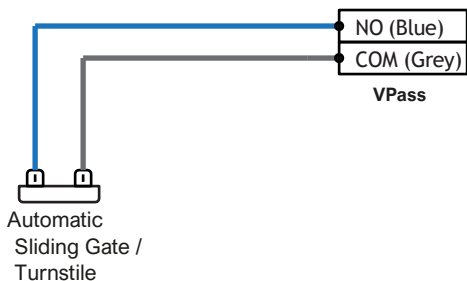 NO (Blue)
COM (Grey)
VPass
Automatic
Sliding Gate /
Turnstile